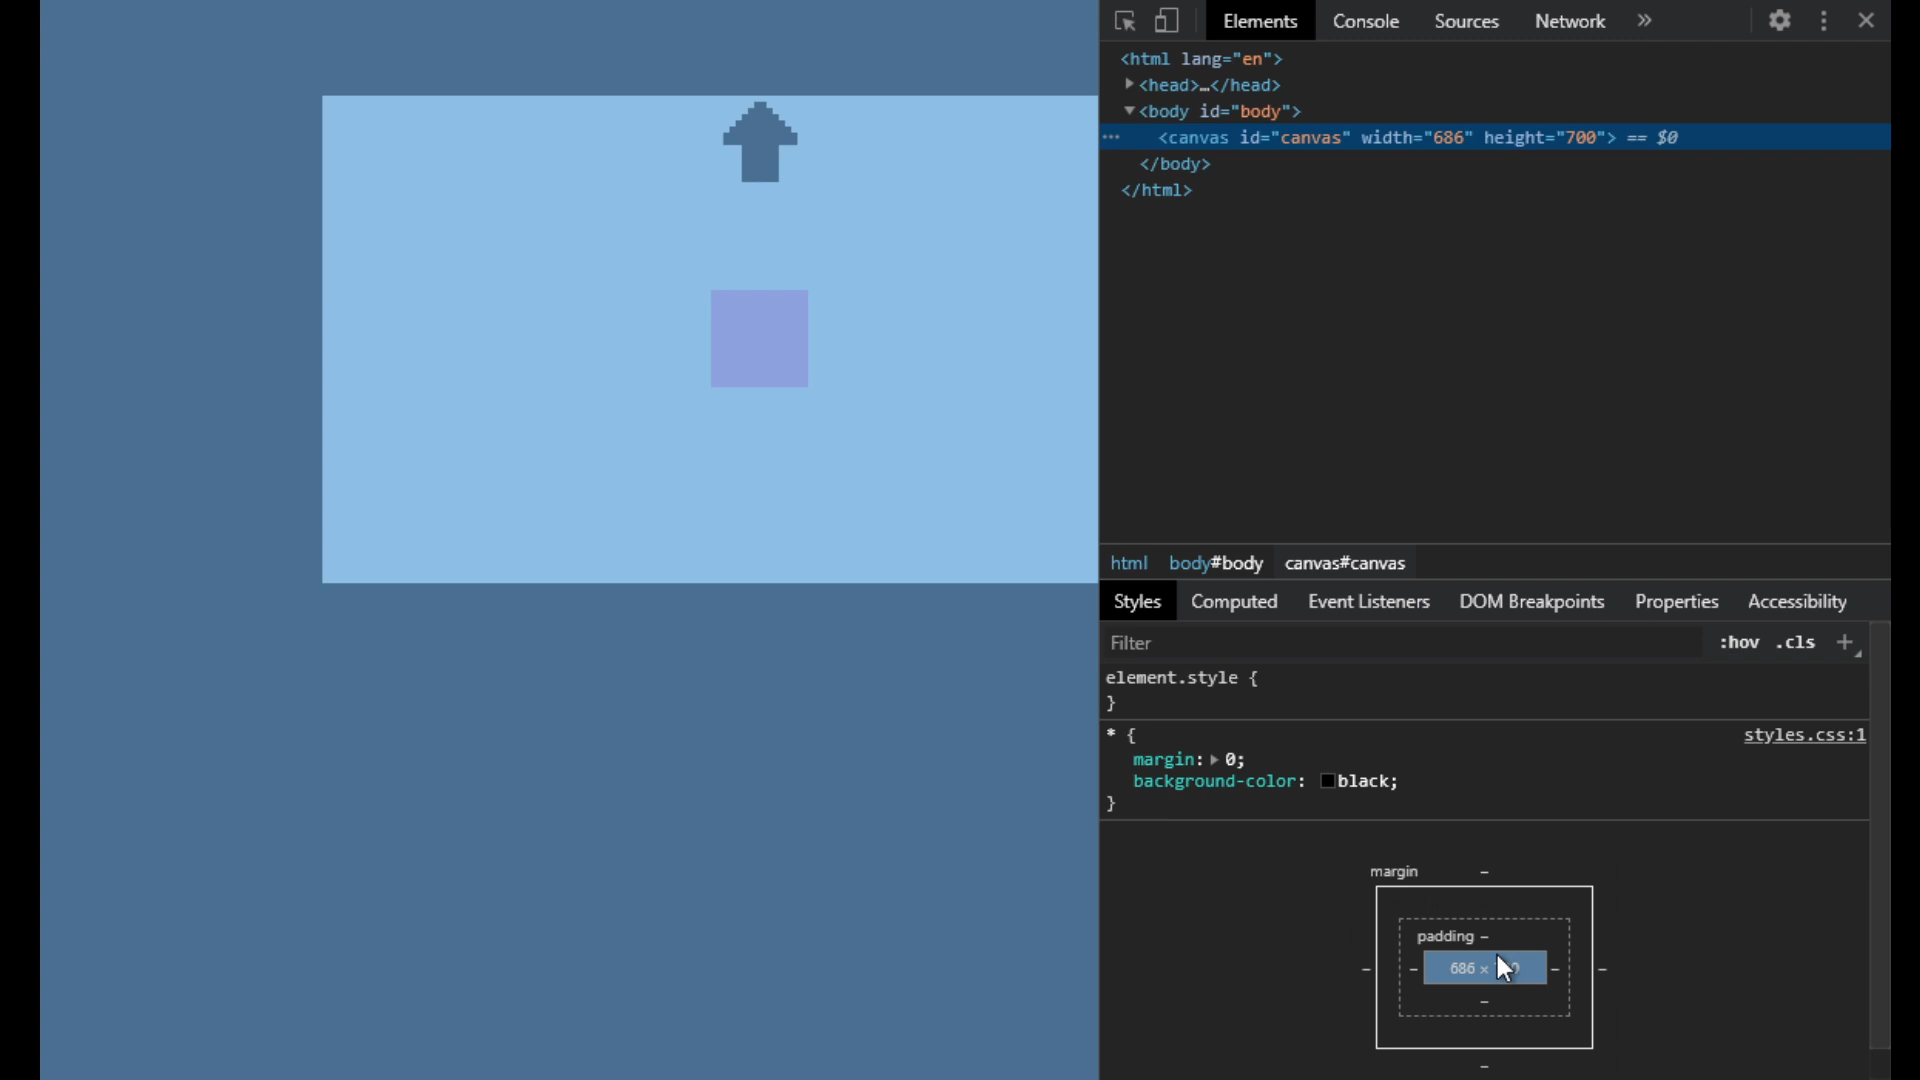 Elements Console Sources Network »
<html lang="en">
<head>…</head>
<body id="body">
<canvas id="canvas" width="686" height="700"> == $0
</body>
</html>
html body#body canvas#canvas
Styles Computed Event Listeners DOM Breakpoints Properties Accessibility
Filter :hov .cls +
element.style {
}
* { styles.css:1
margin: 0;
background-color: black;
}
margin –
padding –
– – 686 × – –
–
–